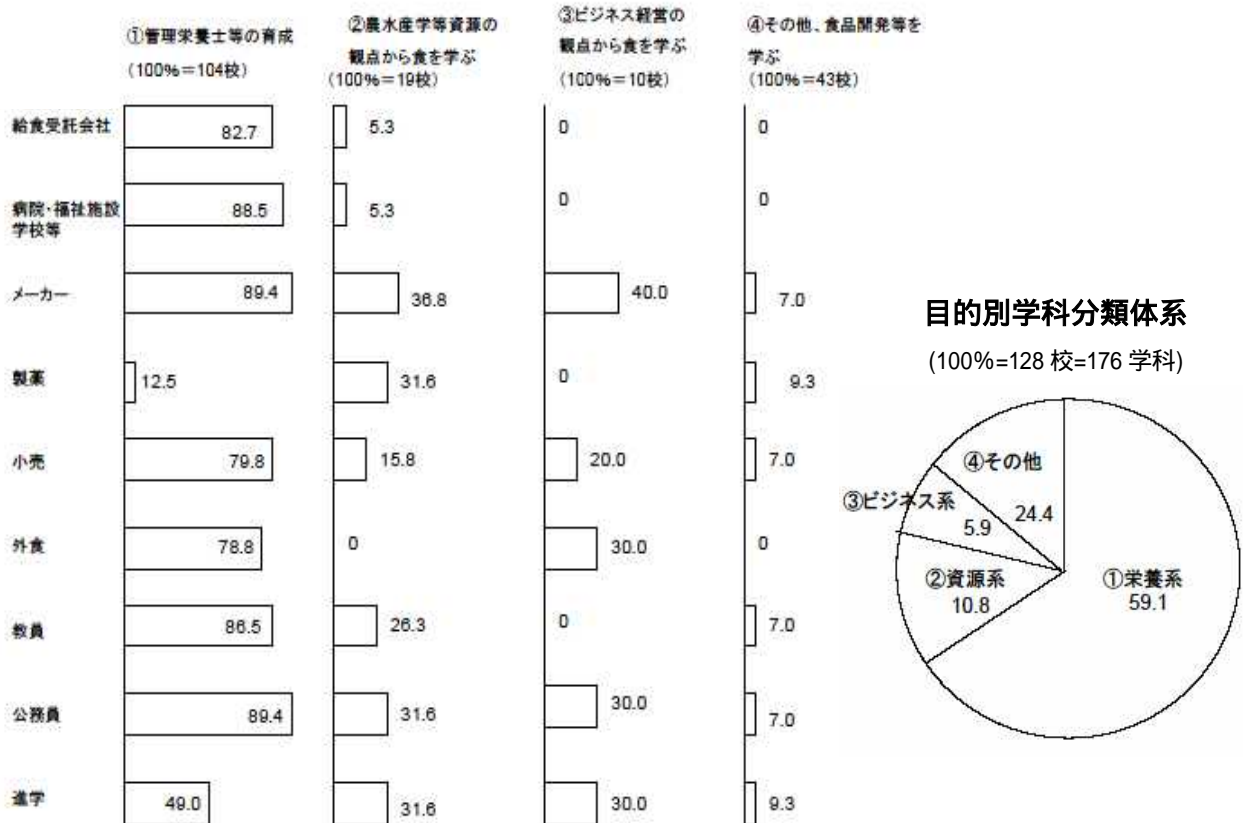 ①管理栄養士等の育成
(100%=104校)
②農水産学等資源の
観点から食を学ぶ
(100%=19校)
③ビジネス経営の
観点から食を学ぶ
(100%=10校)
④その他、食品開発等を
学ぶ
(100%=43校)
給食受託会社 82.7 5.3 0 0
病院・福祉施設
学校等 88.5 5.3 0 0
メーカー 89.4 36.8 40.0 7.0
製薬 12.5 31.6 0 9.3
小売 79.8 15.8 20.0 7.0
外食 78.8 0 30.0 0
教員 86.5 26.3 0 7.0
公務員 89.4 31.6 30.0 7.0
進学 49.0 31.6 30.0 9.3
目的別学科分類体系
(100%=128 校=176 学科)
④その他
24.4
③ビジネス系
5.9
②資源系
10.8
①栄養系
59.1